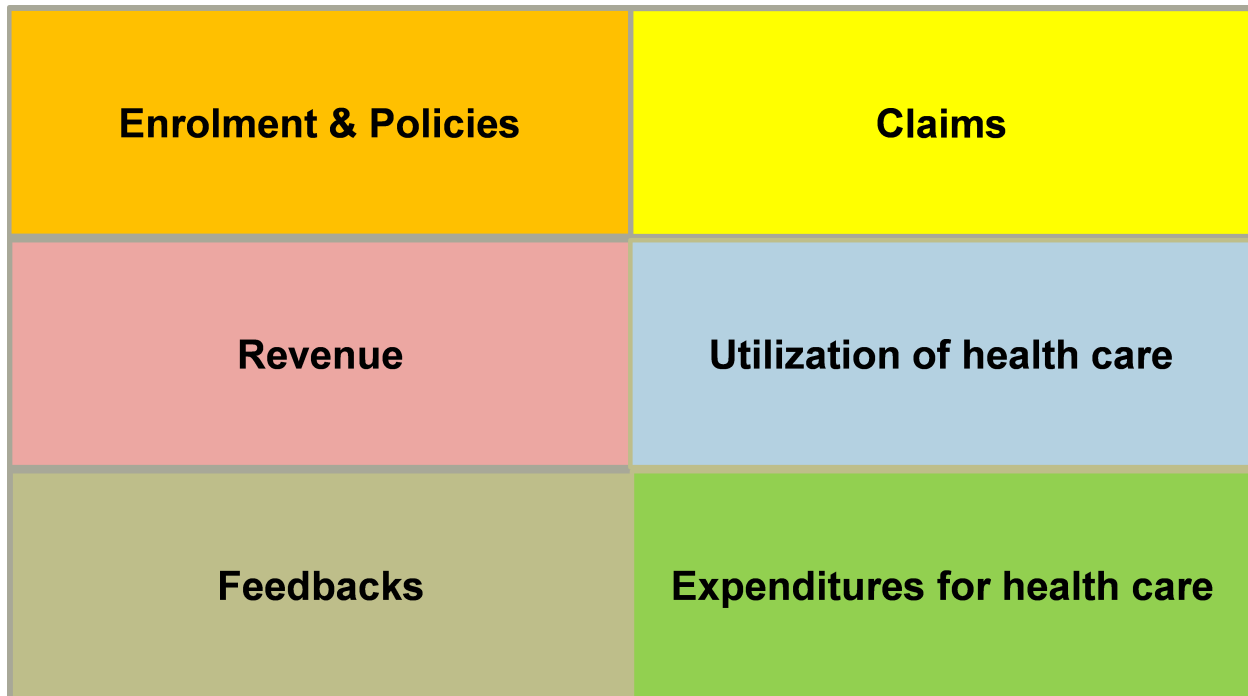 Enrolment & Policies
Claims
Revenue
Utilization of health care
Feedbacks
Expenditures for health care